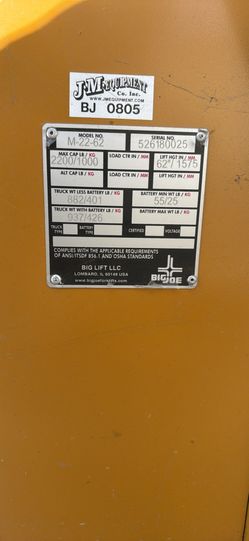 J-M EQUIPMENT
Co. Inc.
WWW.JMEQUIPMENT.COM
BJ 0805
MODEL NO. SERIAL NO.
M-22-62 526180025
MAX CAP LB / KG LOAD CTR IN / MM LIFT HGT IN / MM
2200/1000 62"/ 1575
ALT CAP LB / KG LOAD CTR IN / MM LIFT HGT IN / MM
TRUCK WT LESS BATTERY LB / KG BATTERY MIN WT LB / KG
882/401 55/25
TRUCK WT WITH BATTERY LB / KG BATTERY MAX WT LB / KG
937/426
TRUCK TYPE BATTERY TYPE CERTIFIED VOLTAGE
COMPLIES WITH THE APPLICABLE REQUIREMENTS
OF ANSI/ITSDF B56.1 AND OSHA STANDARDS
BIG LIFT LLC
LOMBARD, IL 60148 USA
www.bigjoeforklifts.com
BIG JOE